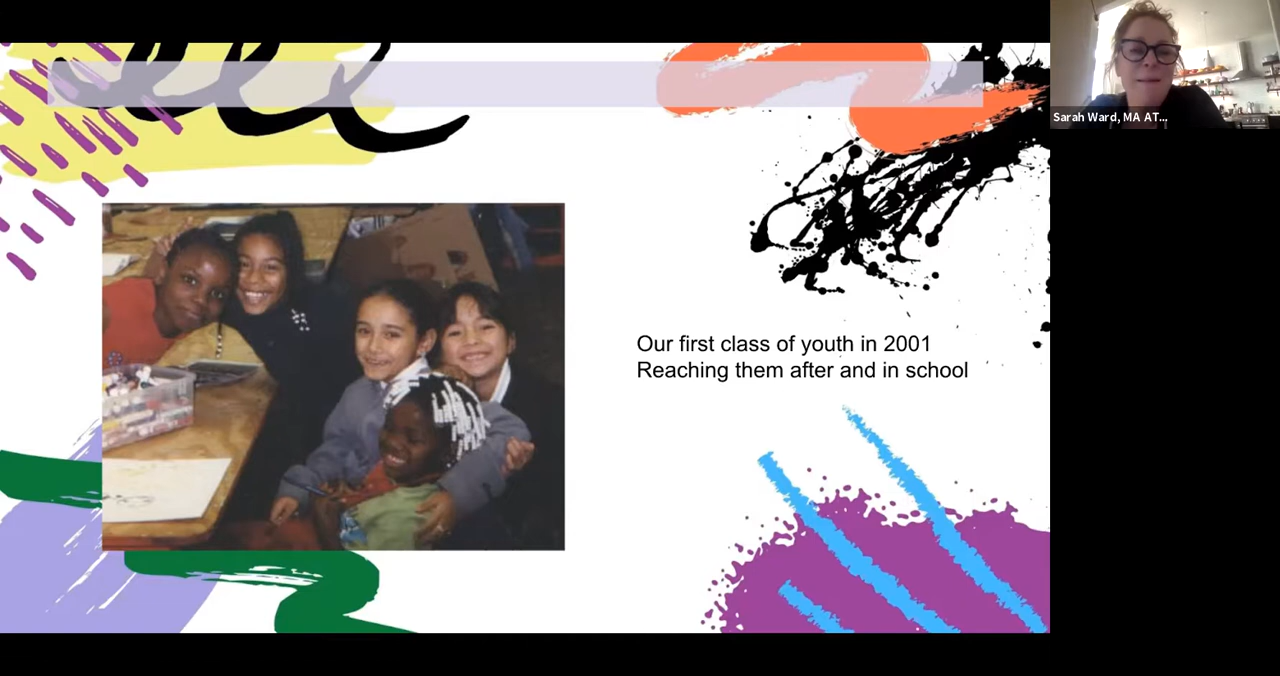 Our first class of youth in 2001
Reaching them after and in school
Sarah Ward, MA AT...